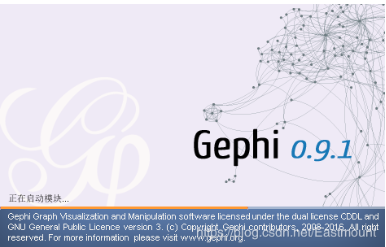 Gephi 0.9.1
正在启动模块...
Gephi Graph Visualization and Manipulation software licensed under the dual license CDDL and
GNU General Public Licence version 3. (c) Copyright Gephi contributors, 2008-2016. All right
reserved. For more information please visit www.gephi.org.
https://blog.csdn.net/Eastmount